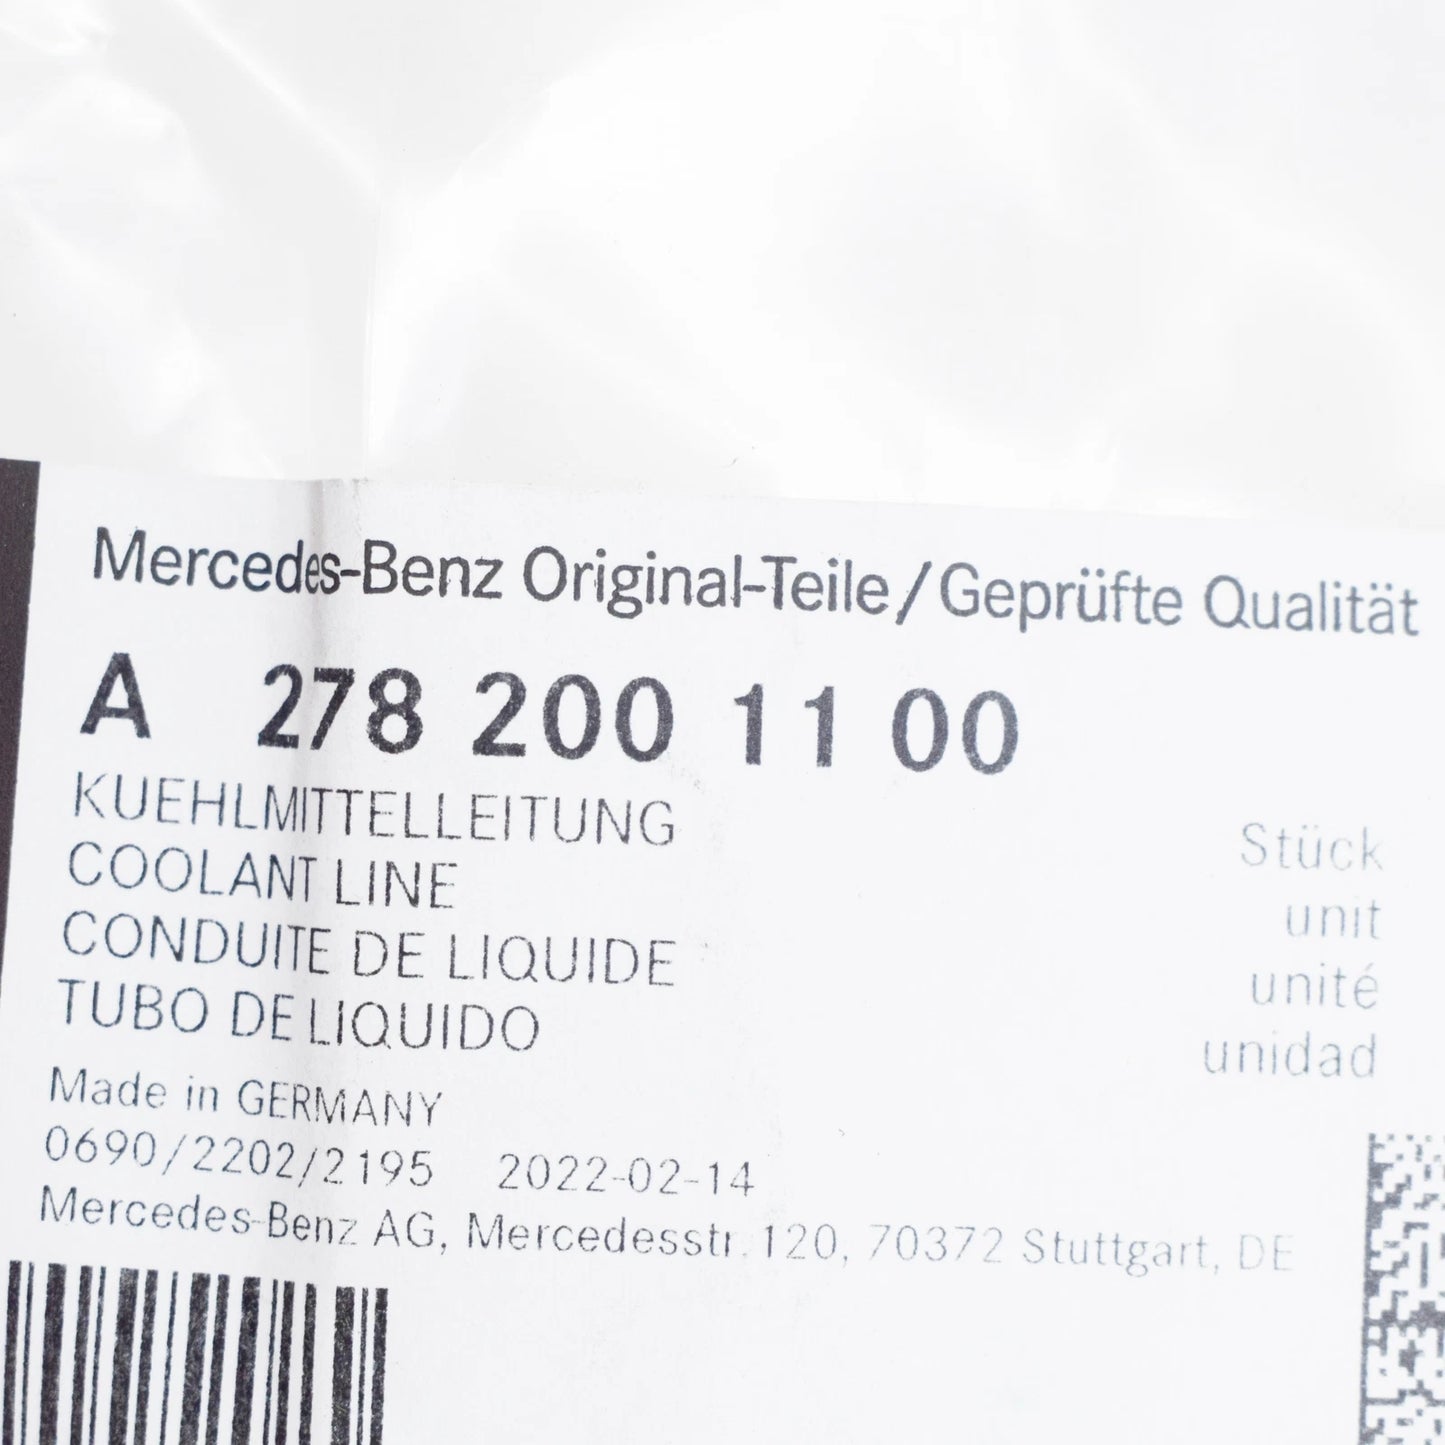 Mercedes-Benz Original-Teile/Geprüfte Qualität
A 278 200 11 00
KUEHLMITTELLEITUNG
COOLANT LINE
CONDUITE DE LIQUIDE
TUBO DE LIQUIDO
Stück
unit
unité
unidad
Made in GERMANY
0690/2202/2195 2022-02-14
Mercedes-Benz AG, Mercedesstr. 120, 70372 Stuttgart, DE